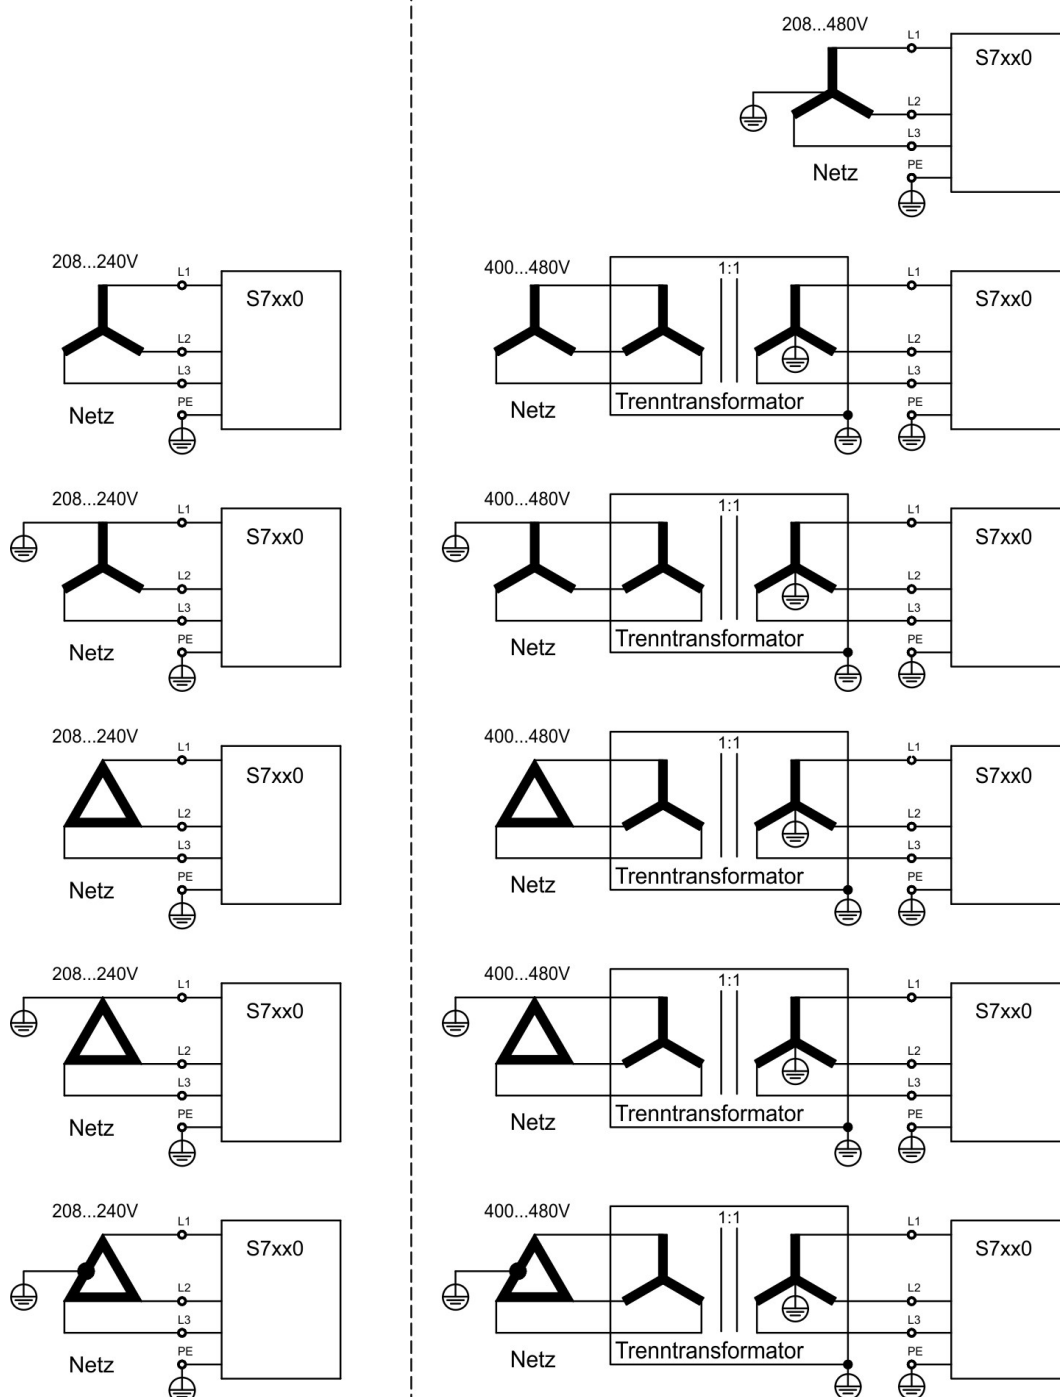 208...480V
L1
S7xx0
L2
L3
Netz
PE
208...240V
L1
S7xx0
L2
L3
Netz
PE
400...480V
1:1
L1
S7xx0
L2
L3
Netz
Trenntransformator
PE
208...240V
L1
S7xx0
L2
L3
Netz
PE
400...480V
1:1
L1
S7xx0
L2
L3
Netz
Trenntransformator
PE
208...240V
L1
S7xx0
L2
L3
Netz
PE
400...480V
1:1
L1
S7xx0
L2
L3
Netz
Trenntransformator
PE
208...240V
L1
S7xx0
L2
L3
Netz
PE
400...480V
1:1
L1
S7xx0
L2
L3
Netz
Trenntransformator
PE
208...240V
L1
S7xx0
L2
L3
Netz
PE
400...480V
1:1
L1
S7xx0
L2
L3
Netz
Trenntransformator
PE